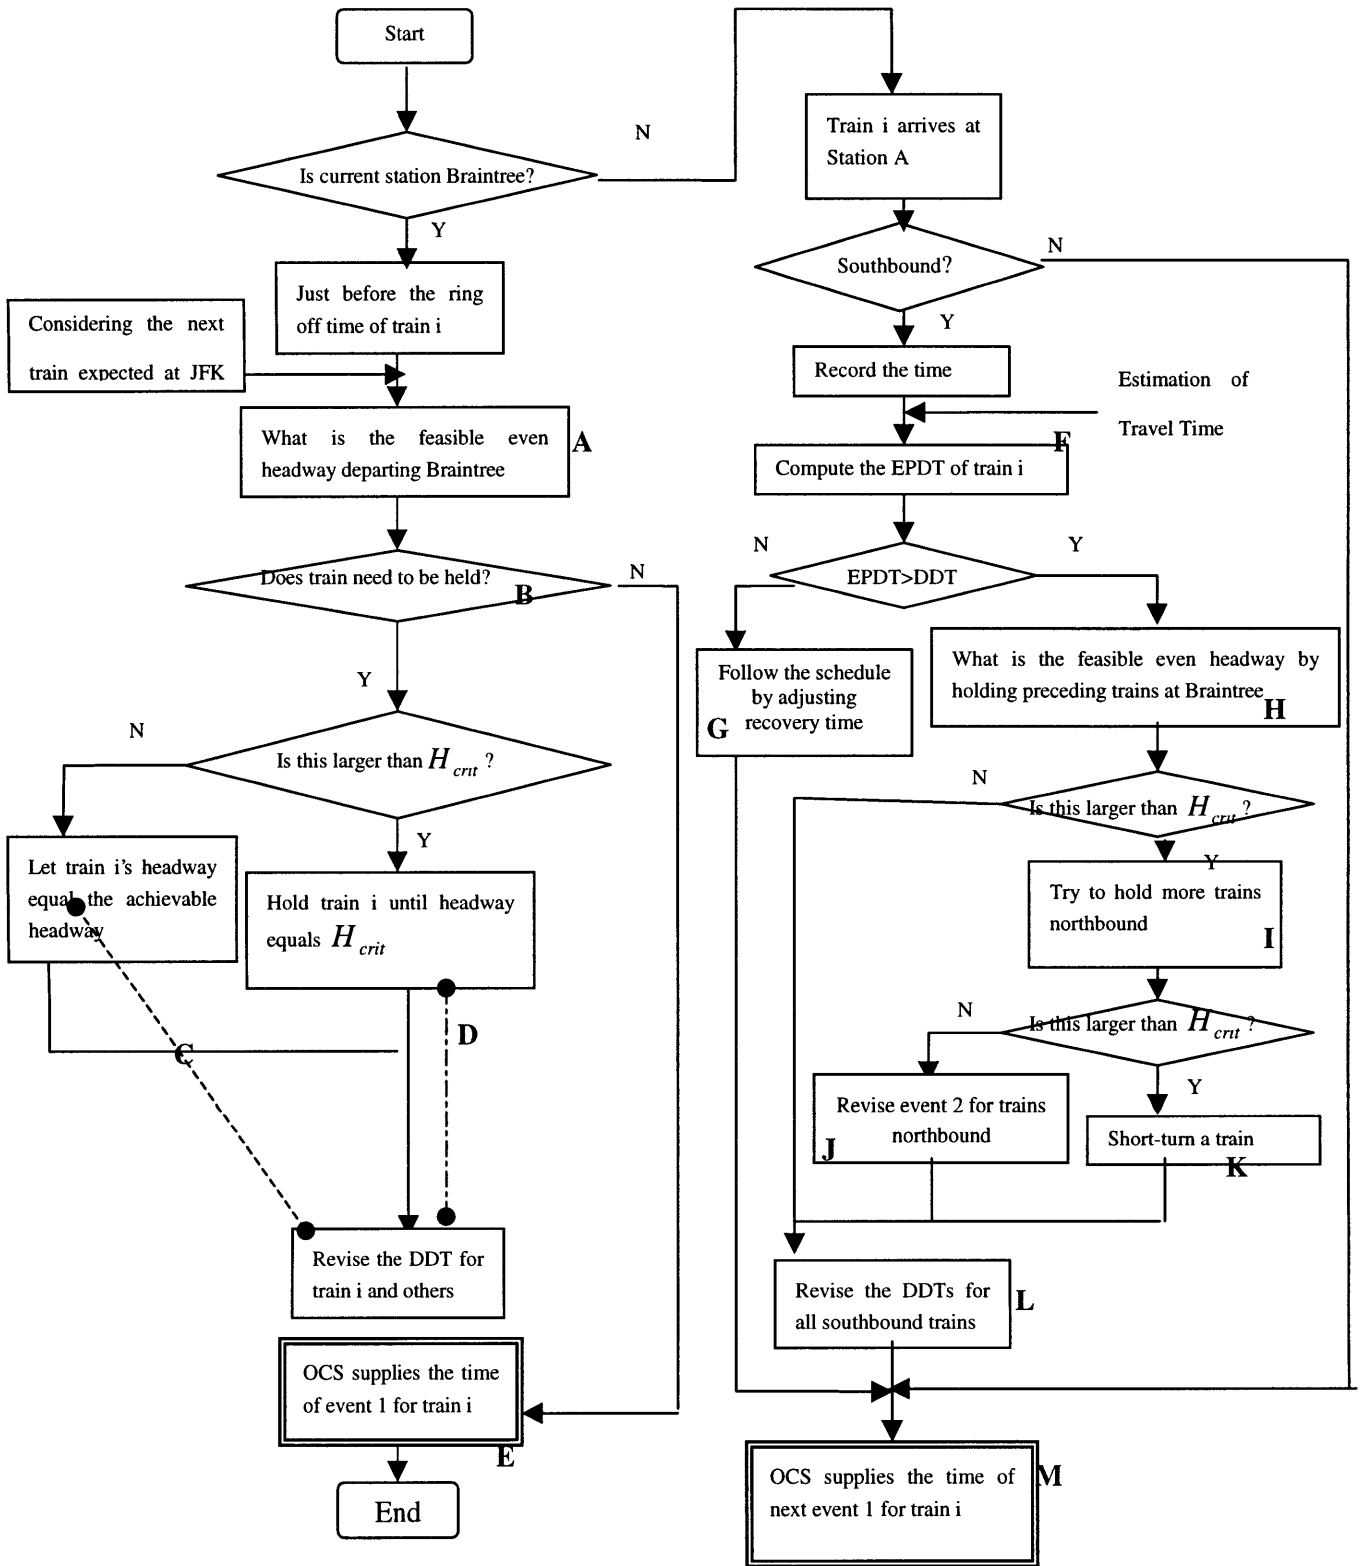 Start
Is current station Braintree?
N
Y
Just before the ring
off time of train i
Considering the next
train expected at JFK
What is the feasible even
headway departing Braintree
A
Does train need to be held?
B
N
Y
Is this larger than H crit ?
N
Y
Let train i's headway
equal the achievable
headway
Hold train i until headway
equals H crit
C
D
Revise the DDT for
train i and others
OCS supplies the time
of event 1 for train i
E
End
Train i arrives at
Station A
Southbound?
N
Y
Record the time
Estimation of
Travel Time
F
Compute the EPDT of train i
N
Y
EPDT>DDT
Follow the schedule
by adjusting
recovery time
G
What is the feasible even headway by
holding preceding trains at Braintree
H
N
Is this larger than H crit ?
Y
Try to hold more trains
northbound
I
N
Is this larger than H crit ?
Y
Revise event 2 for trains
northbound
J
Short-turn a train
K
Revise the DDTs for
all southbound trains
L
OCS supplies the time of
next event 1 for train i
M